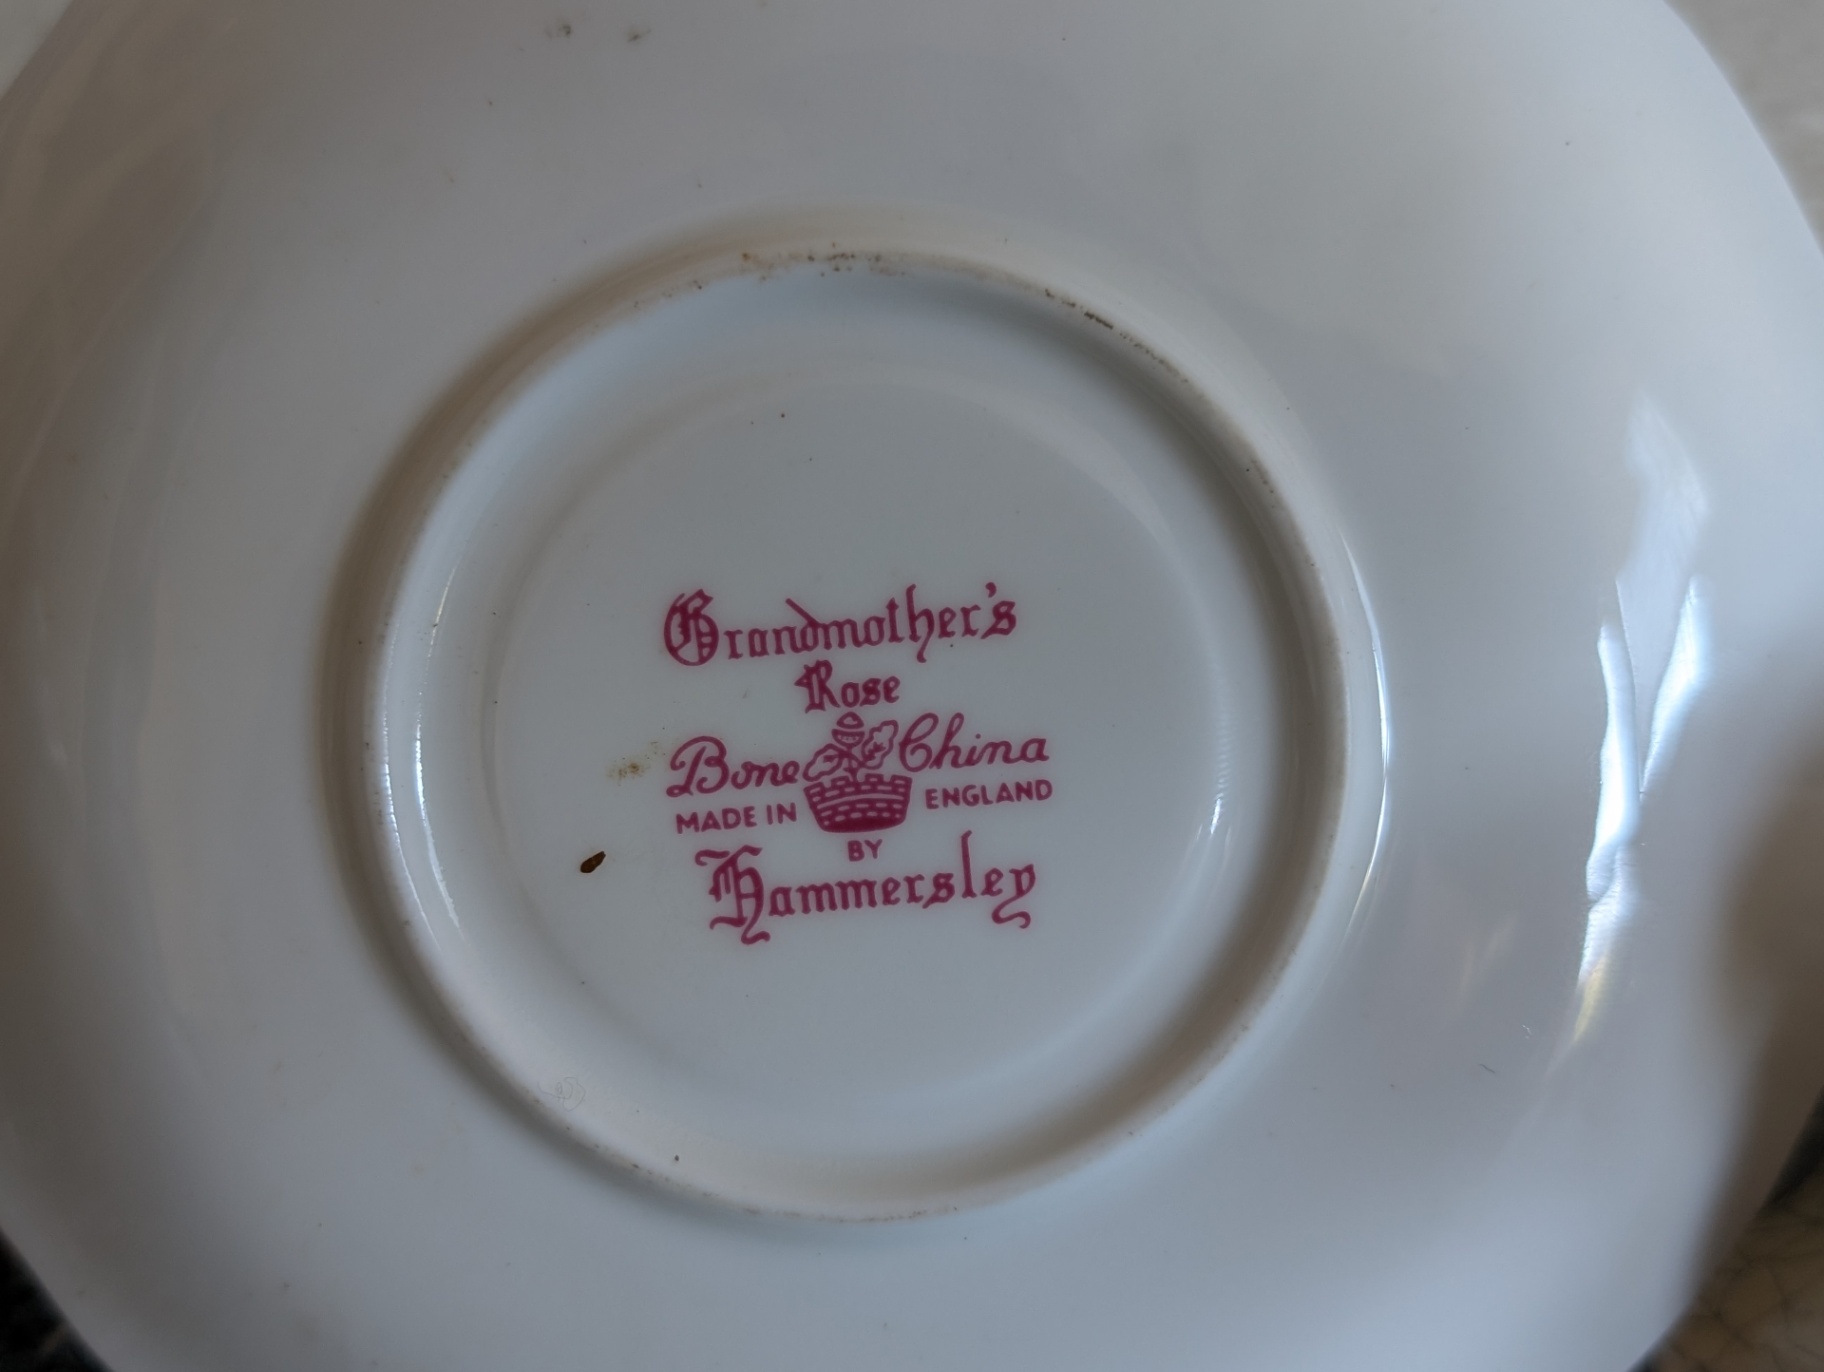 Grandmother's
Rose
Bone China
MADE IN ENGLAND
BY
Hammersley